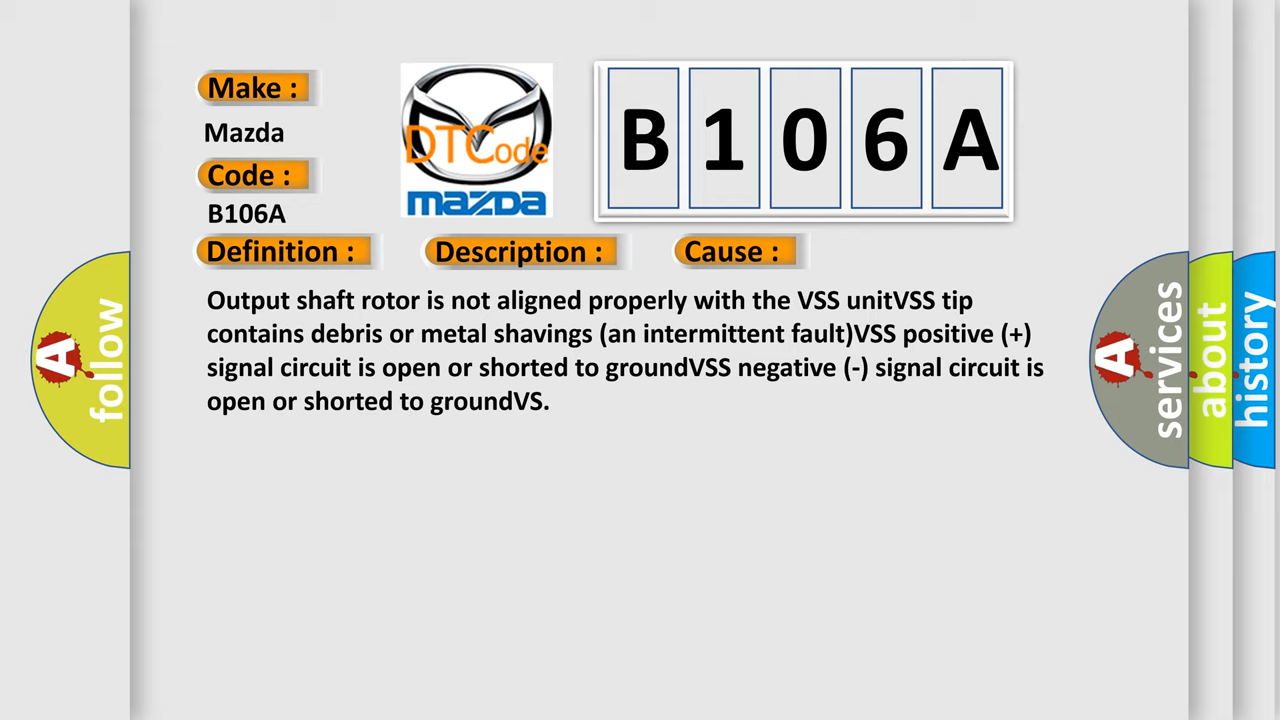 Make :
Mazda
Code :
B106A
DTCode
mazda
B 1 0 6 A
Definition :
Description :
Cause :
Output shaft rotor is not aligned properly with the VSS unitVSS tip
contains debris or metal shavings (an intermittent fault)VSS positive (+)
signal circuit is open or shorted to groundVSS negative (-) signal circuit is
open or shorted to groundVS.
A follow
A services
about
history